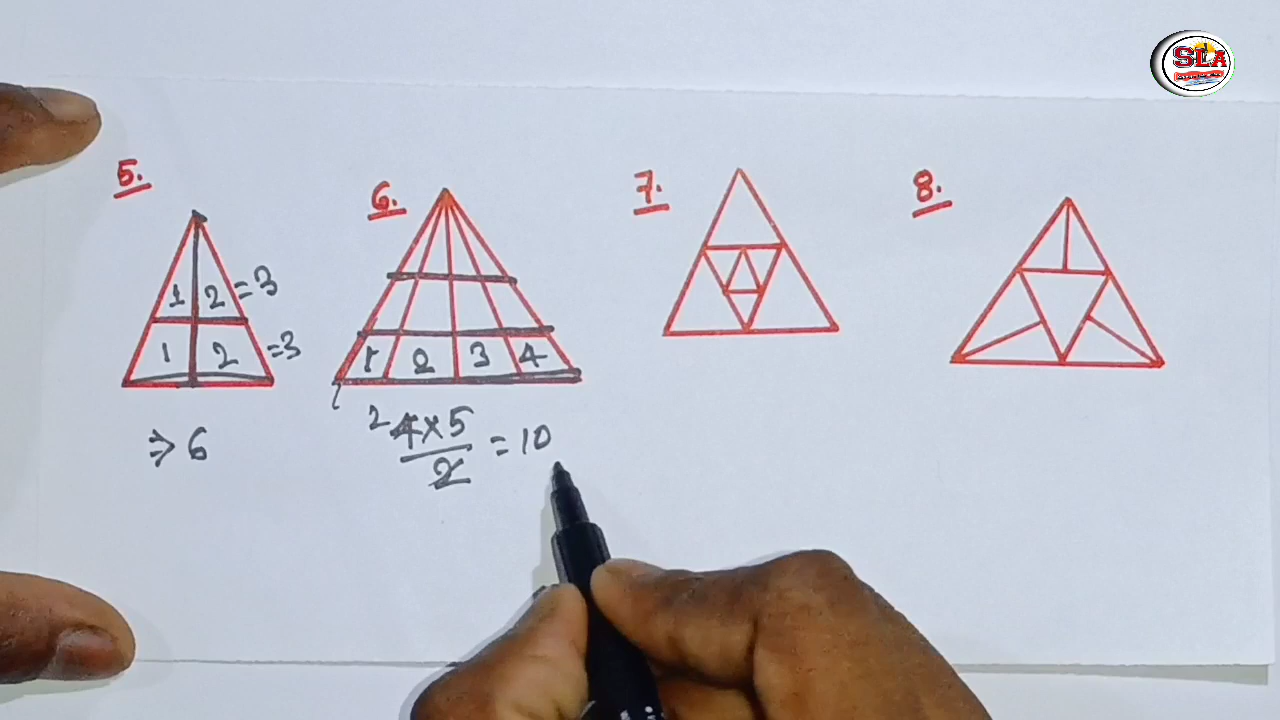 SLA
5.
6.
7.
8.
1 2 = 3
1 2 = 3
1 2 3 4
⇒ 6
2 4×5
2
= 10